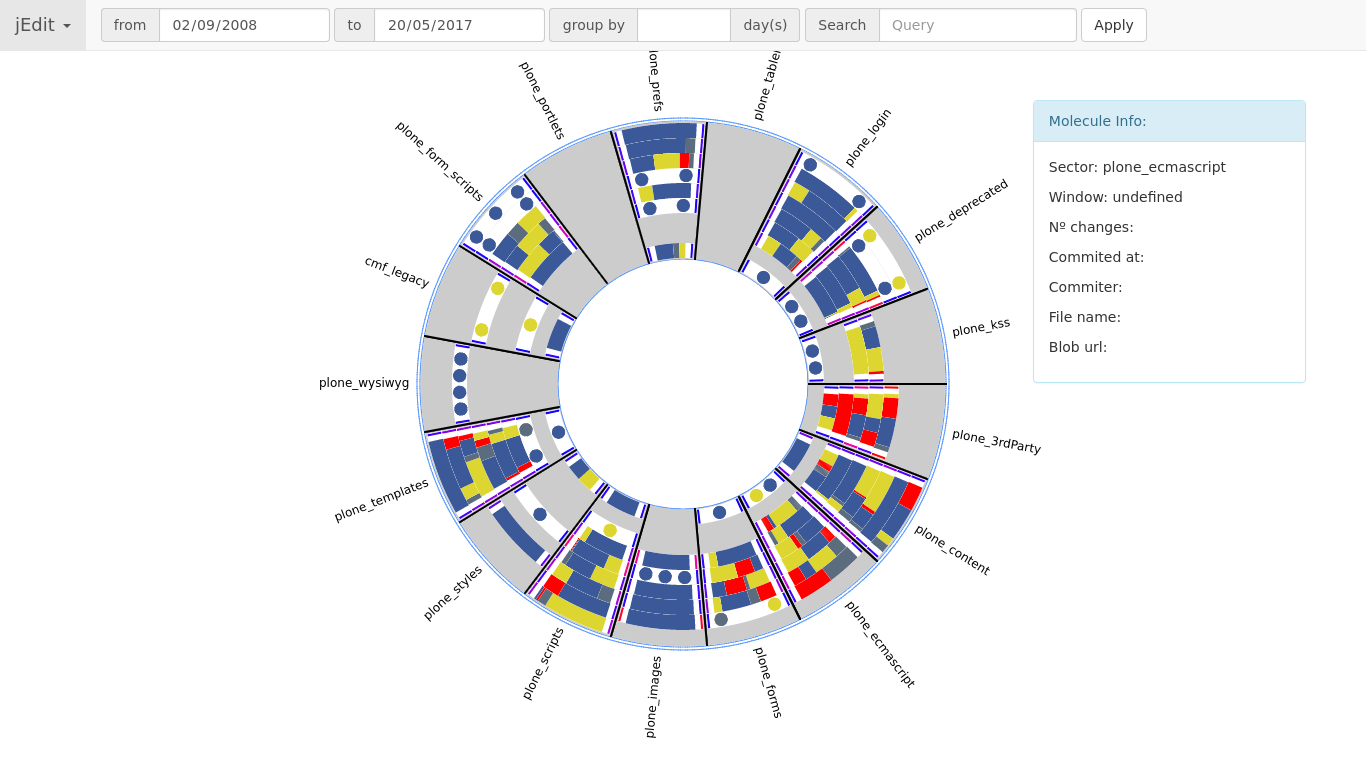 jEdit
from 02/09/2008 to 20/05/2017 group by day(s) Search Query Apply
Molecule Info:
Sector: plone_ecmascript
Window: undefined
Nº changes:
Commited at:
Commiter:
File name:
Blob url:
plone_login
plone_deprecated
plone_kss
plone_3rdParty
plone_content
plone_ecmascript
plone_forms
plone_images
plone_scripts
plone_styles
plone_templates
plone_wysiwyg
cmf_legacy
plone_form_scripts
plone_portlets
lone_prefs
plone_tablel